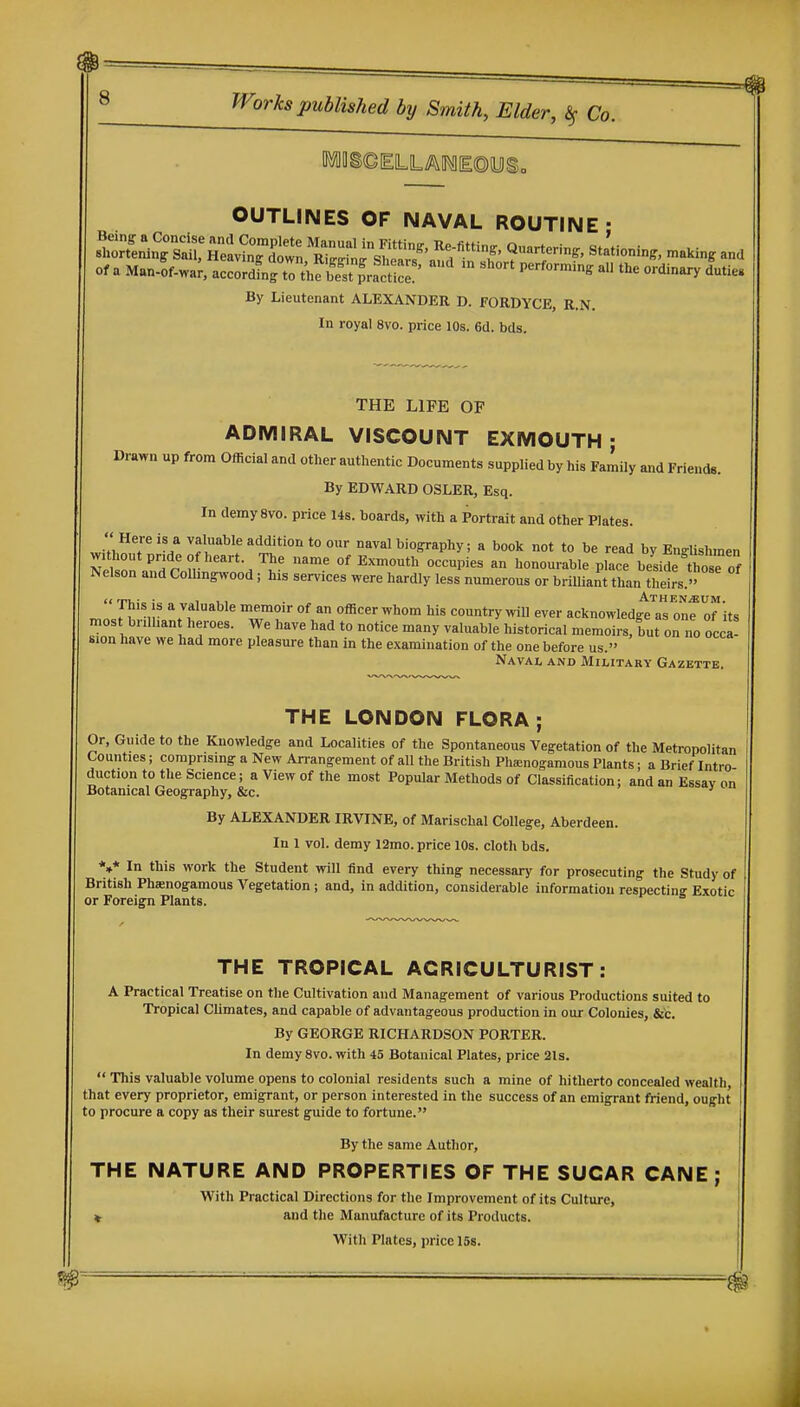 8
Works published by Smith, Elder, & Co.
MISCELLANEOUS.
OUTLINES OF NAVAL ROUTINE;
Being a Concise and Complete Manual in Fitting, Re-fitting, Quartering, Stationing, making and
shortening Sail, Heaving down, Rigging Shears, and in short performing all the ordinary duties
of a Man-of-war, according to the best practice.
By Lieutenant ALEXANDER D. FORDYCE, R.N.
In royal 8vo. price 10s. 6d. bds.
THE LIFE OF
ADMIRAL VISCOUNT EXMOUTH;
Drawn up from Official and other authentic Documents supplied by his Family and Friends.
By EDWARD OSLER, Esq.
In demy 8vo. price 14s. boards, with a Portrait and other Plates.
"Here is a valuable addition to our naval biography; a book not to be read by Englishmen
without pride of heart. The name of Exmouth occupies an honourable place beside those of
Nelson and Collingwood; his services were hardly less numerous or brilliant than theirs."
ATHENÆUM.
"This is a valuable memoir of an officer whom his country will ever acknowledge as one of its
most brilliant heroes. We have had to notice many valuable historical memoirs, but on no occa-
sion have we had more pleasure than in the examination of the one before us."
NAVAL AND MILITARY GAZETTE.
THE LONDON FLORA;
Or, Guide to the Knowledge and Localities of the Spontaneous Vegetation of the Metropolitan
Counties; comprising a New Arrangement of all the British Phænogamous Plants; a Brief Intro-
duction to the Science; a View of the most Popular Methods of Classification; and an Essay on
Botanical Geography, &c.
By ALEXANDER IRVINE, of Marischal College, Aberdeen.
In 1 vol. demy 12mo. price 10s. cloth bds.
*** In this work the Student will find every thing necessary for prosecuting the Study of
British Phænogamous Vegetation; and, in addition, considerable information respecting Exotic
or Foreign Plants.
THE TROPICAL AGRICULTURIST:
A Practical Treatise on the Cultivation and Management of various Productions suited to
Tropical Climates, and capable of advantageous production in our Colonies, &c.
By GEORGE RICHARDSON PORTER.
In demy 8vo. with 45 Botanical Plates, price 21s.
"This valuable volume opens to colonial residents such a mine of hitherto concealed wealth,
that every proprietor, emigrant, or person interested in the success of an emigrant friend, ought
to procure a copy as their surest guide to fortune."
By the same Author,
THE NATURE AND PROPERTIES OF THE SUGAR CANE;
With Practical Directions for the Improvement of its Culture,
and the Manufacture of its Products.
With Plates, price 15s.